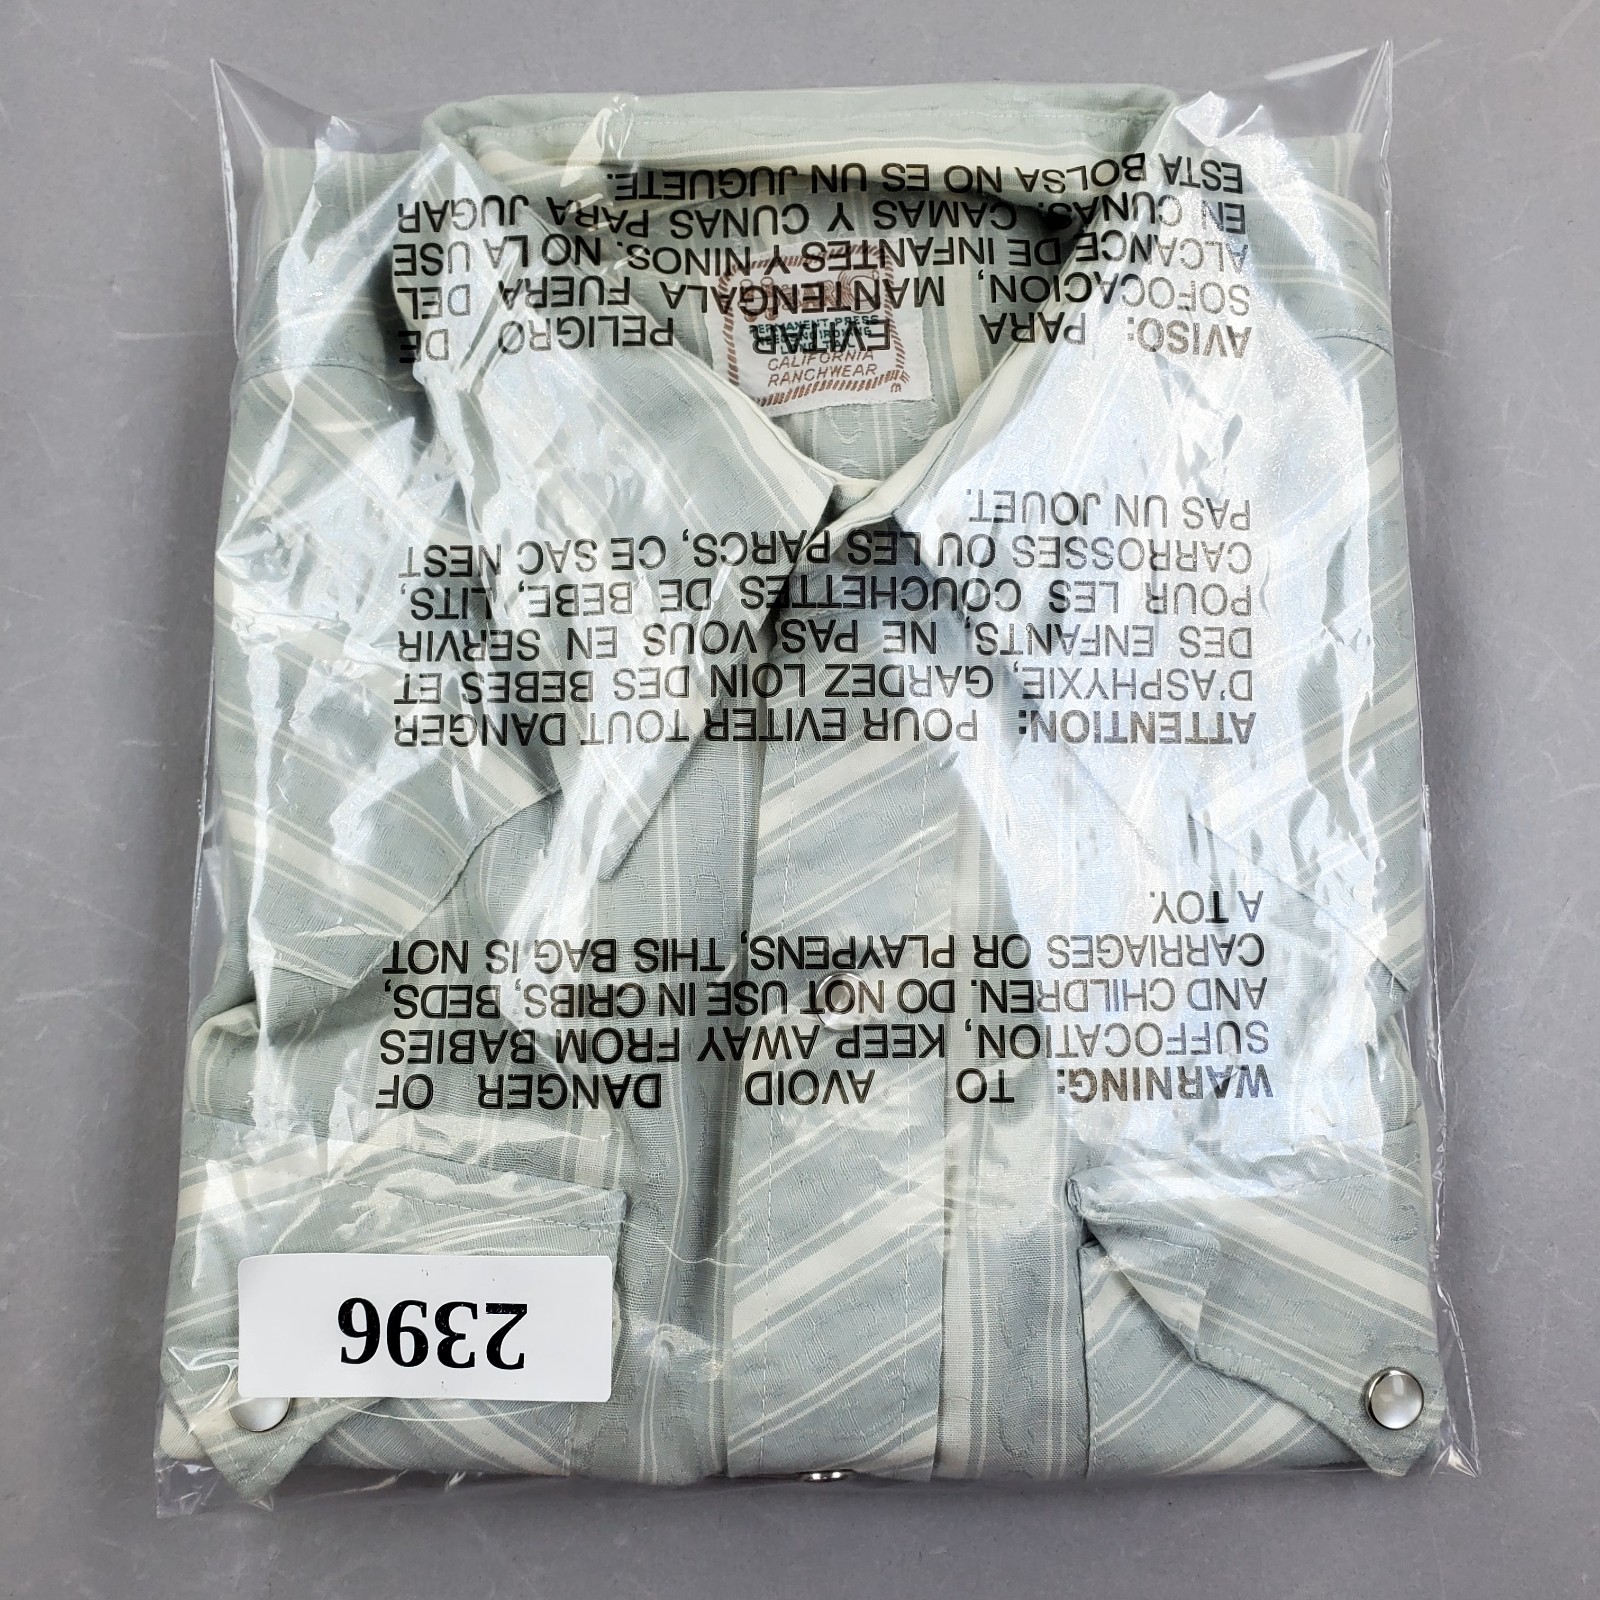 WARNING: TO AVOID DANGER OF
SUFFOCATION, KEEP AWAY FROM BABIES
AND CHILDREN. DO NOT USE IN CRIBS, BEDS,
CARRIAGES OR PLAYPENS, THIS BAG IS NOT
A TOY.
ATTENTION: POUR EVITER TOUT DANGER
D'ASPHYXIE, GARDEZ LOIN DES BEBES ET
DES ENFANTS, NE PAS VOUS EN SERVIR
POUR LES COUCHETTES DE BEBE, LITS,
CARROSSES OU LES PARCS, CE SAC NEST
PAS UN JOUET.
AVISO: PARA EVITAR PELIGRO DE
SOFOCACION, MANTENGALA FUERA DEL
ALCANCE DE INFANTES Y NINOS. NO LA USE
EN CUNAS. CAMAS Y CUNAS PARA JUGAR
ESTA BOLSA NO ES UN JUGUETE.
PERMANENT PRESS
CALIFORNIA
RANCHWEAR
2396